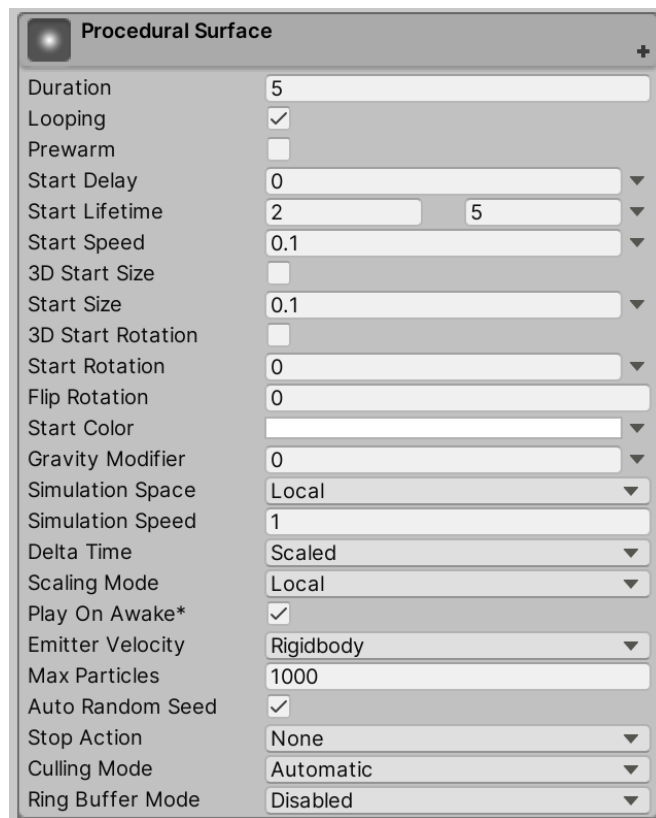 Procedural Surface
Duration 5
Looping
Prewarm
Start Delay 0
Start Lifetime 2 5
Start Speed 0.1
3D Start Size
Start Size 0.1
3D Start Rotation
Start Rotation 0
Flip Rotation 0
Start Color
Gravity Modifier 0
Simulation Space Local
Simulation Speed 1
Delta Time Scaled
Scaling Mode Local
Play On Awake*
Emitter Velocity Rigidbody
Max Particles 1000
Auto Random Seed
Stop Action None
Culling Mode Automatic
Ring Buffer Mode Disabled